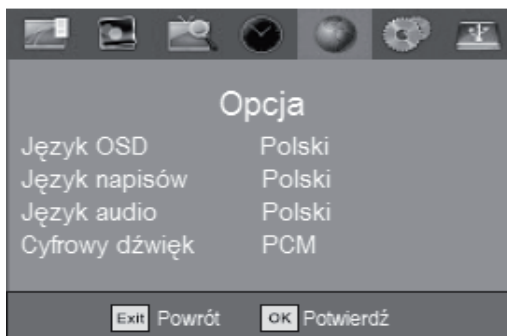 Opcja
Język OSD Polski
Język napisów Polski
Język audio Polski
Cyfrowy dźwięk PCM
Exit Powrót OK Potwierdź